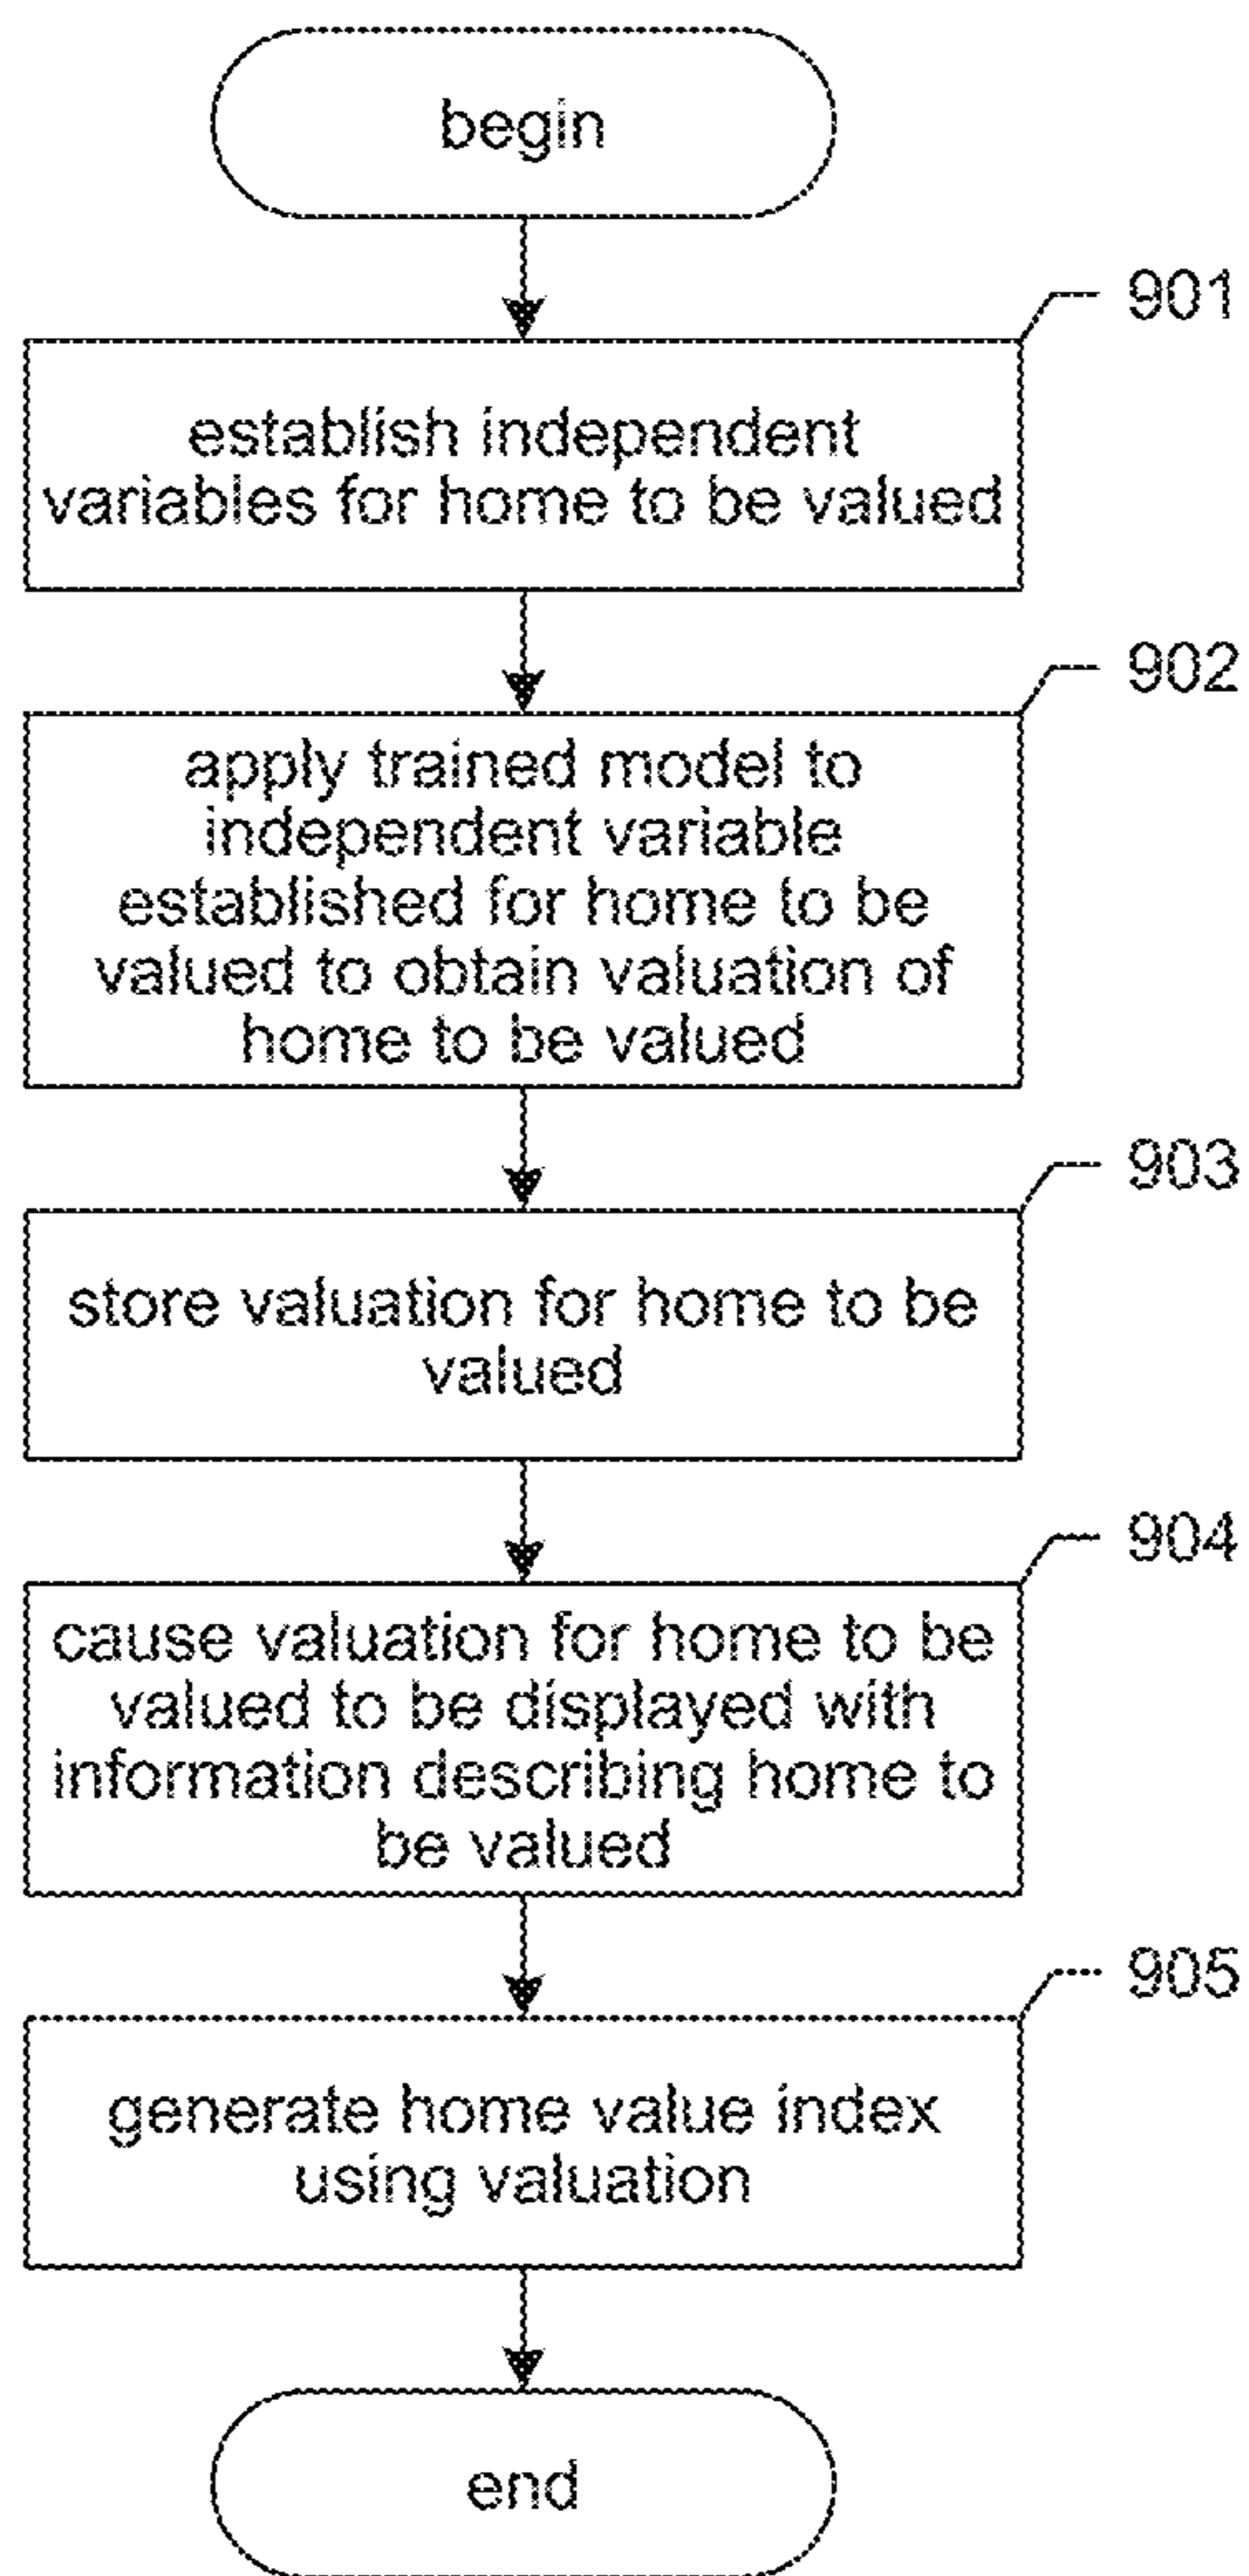 begin
901
establish independent
variables for home to be valued
902
apply trained model to
independent variable
established for home to be
valued to obtain valuation of
home to be valued
903
store valuation for home to be
valued
904
cause valuation for home to be
valued to be displayed with
information describing home to
be valued
905
generate home value index
using valuation
end